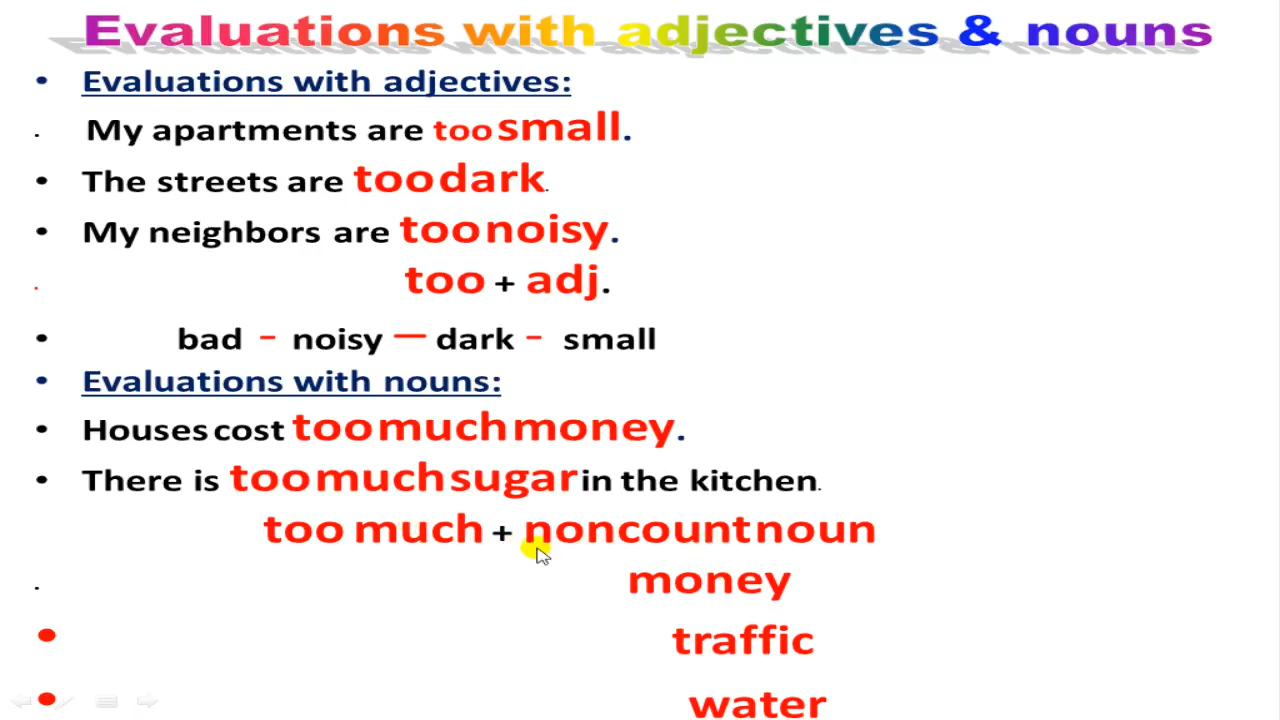 Evaluations with adjectives & nouns
• Evaluations with adjectives:
• My apartments are too small.
• The streets are too dark.
• My neighbors are too noisy.
• too + adj.
• bad - noisy — dark - small
• Evaluations with nouns:
• Houses cost too much money.
• There is too much sugar in the kitchen.
too much + noncount noun
• money
• traffic
• water